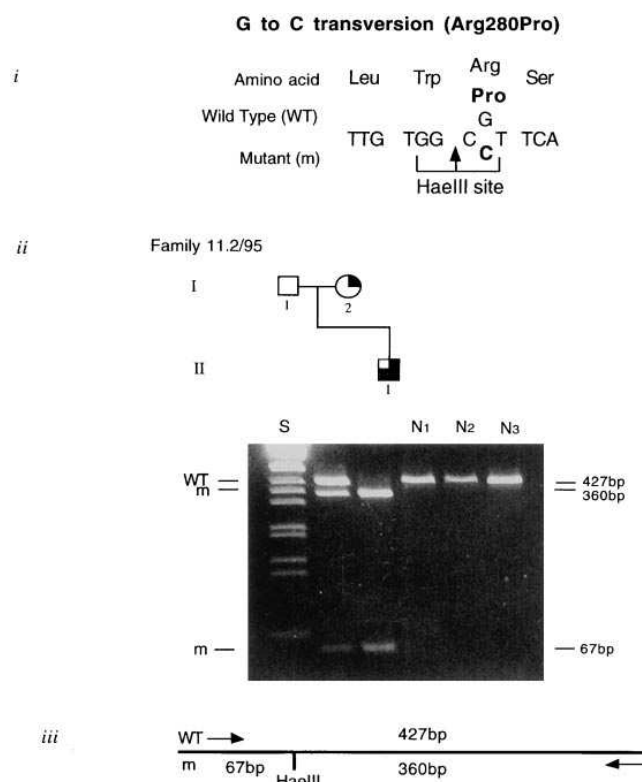 G to C transversion (Arg280Pro)
i
Amino acid Leu Trp Arg Ser
Pro
Wild Type (WT) G
TTG TGG C T TCA
Mutant (m) C
HaeIII site
ii Family 11.2/95
I
1 2
II
1
S N1 N2 N3
WT 427bp
m 360bp
m 67bp
iii WT 427bp
m 67bp 360bp
HaeIII